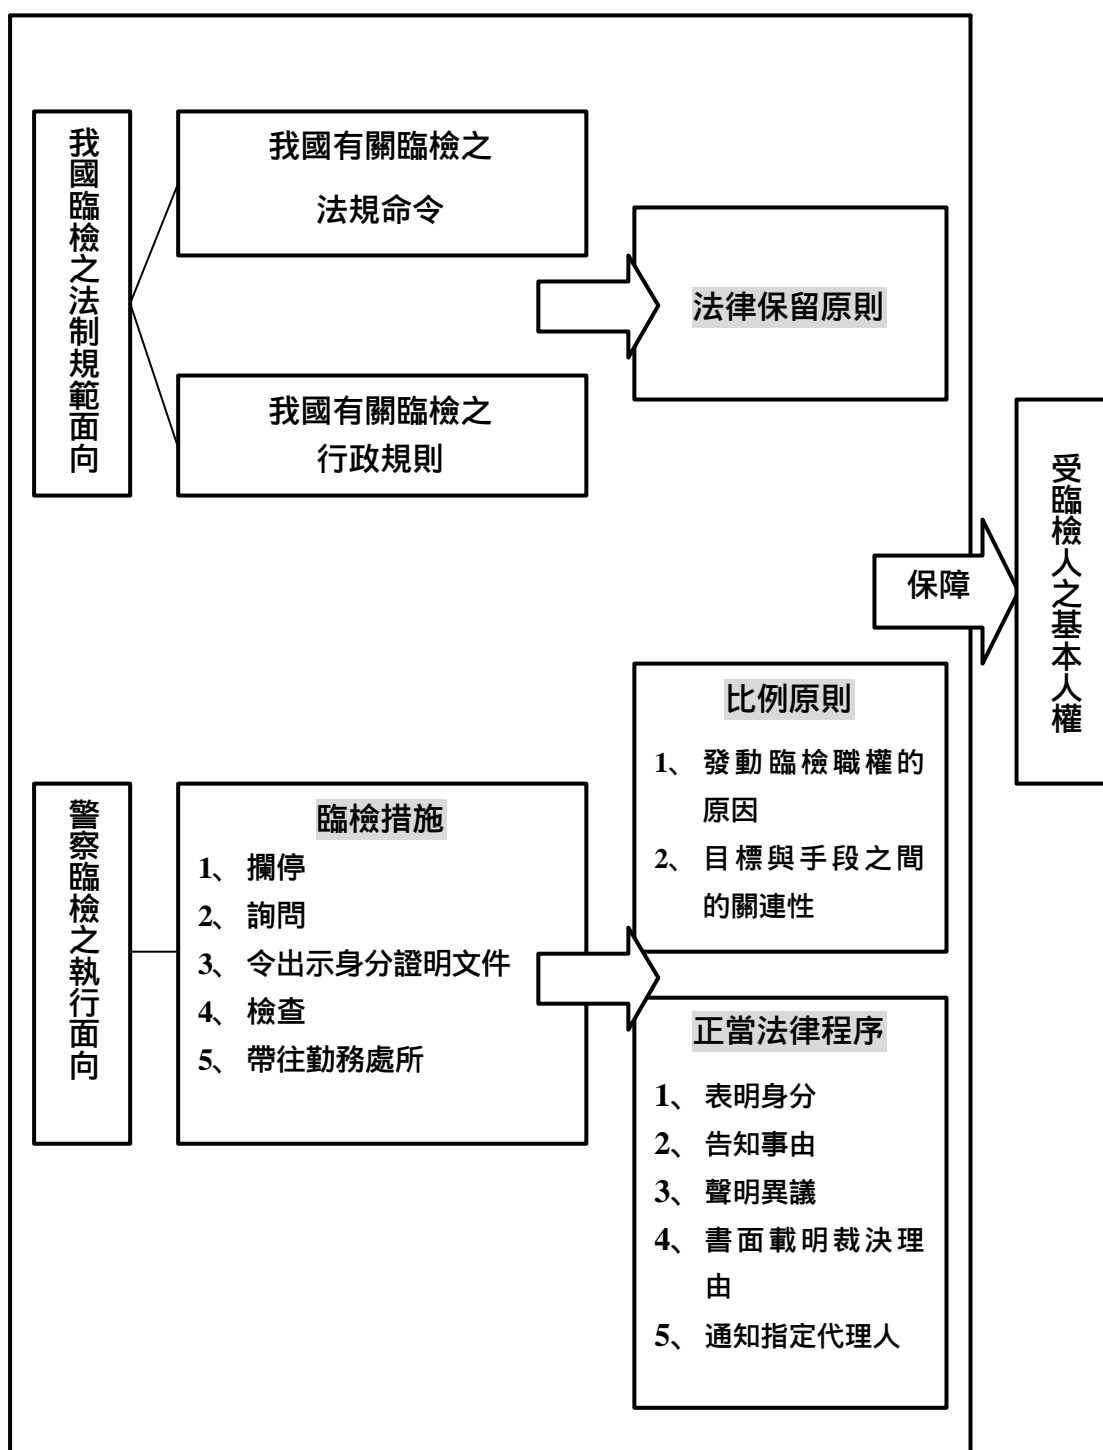 我國臨檢之法制規範面向
我國有關臨檢之
法規命令
我國有關臨檢之
行政規則
法律保留原則
保障
受臨檢人之基本人權
警察臨檢之執行面向
臨檢措施
1、 攔停
2、 詢問
3、 令出示身分證明文件
4、 檢查
5、 帶往勤務處所
比例原則
1、 發動臨檢職權的
原因
2、 目標與手段之間
的關連性
正當法律程序
1、 表明身分
2、 告知事由
3、 聲明異議
4、 書面載明裁決理
由
5、 通知指定代理人